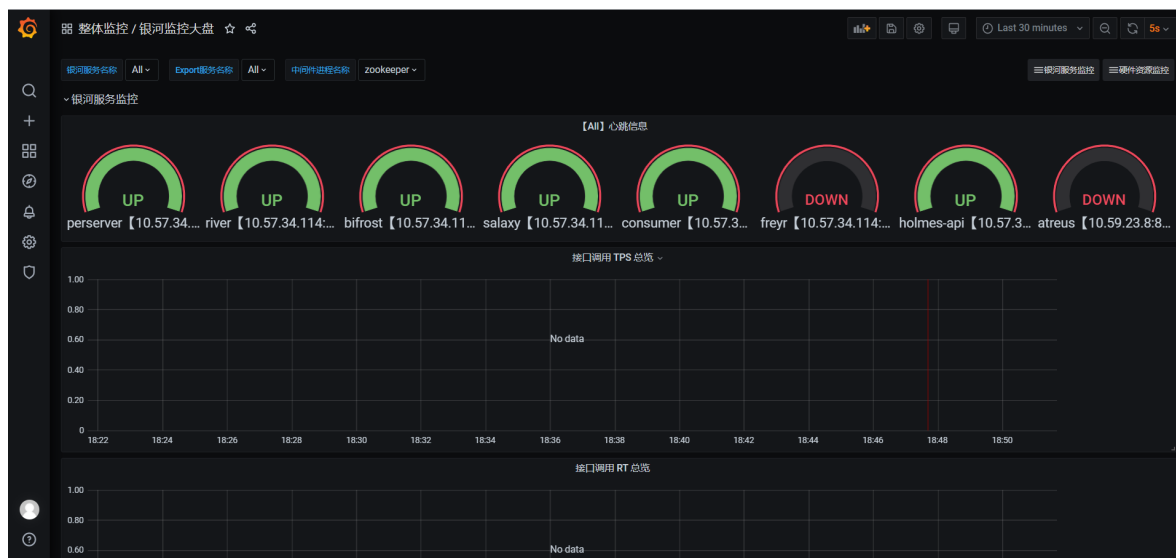 整体监控 / 银河监控大盘
Last 30 minutes
5s
银河服务名称 All Export服务名称 All 中间件进程名称 zookeeper
银河服务监控 硬件资源监控
银河服务监控
【All】心跳信息
UP UP UP UP UP DOWN UP DOWN
perserver【10.57.34.... river【10.57.34.114:... bifrost【10.57.34.11... salaxy【10.57.34.11... consumer【10.57.3... freyr【10.57.34.114:... holmes-api【10.57.3... atreus【10.59.23.8:8...
接口调用 TPS 总览
1.00
0.80
0.60
No data
0.40
0.20
0
18:22 18:24 18:26 18:28 18:30 18:32 18:34 18:36 18:38 18:40 18:42 18:44 18:46 18:48 18:50
接口调用 RT 总览
1.00
0.80
0.60
No data